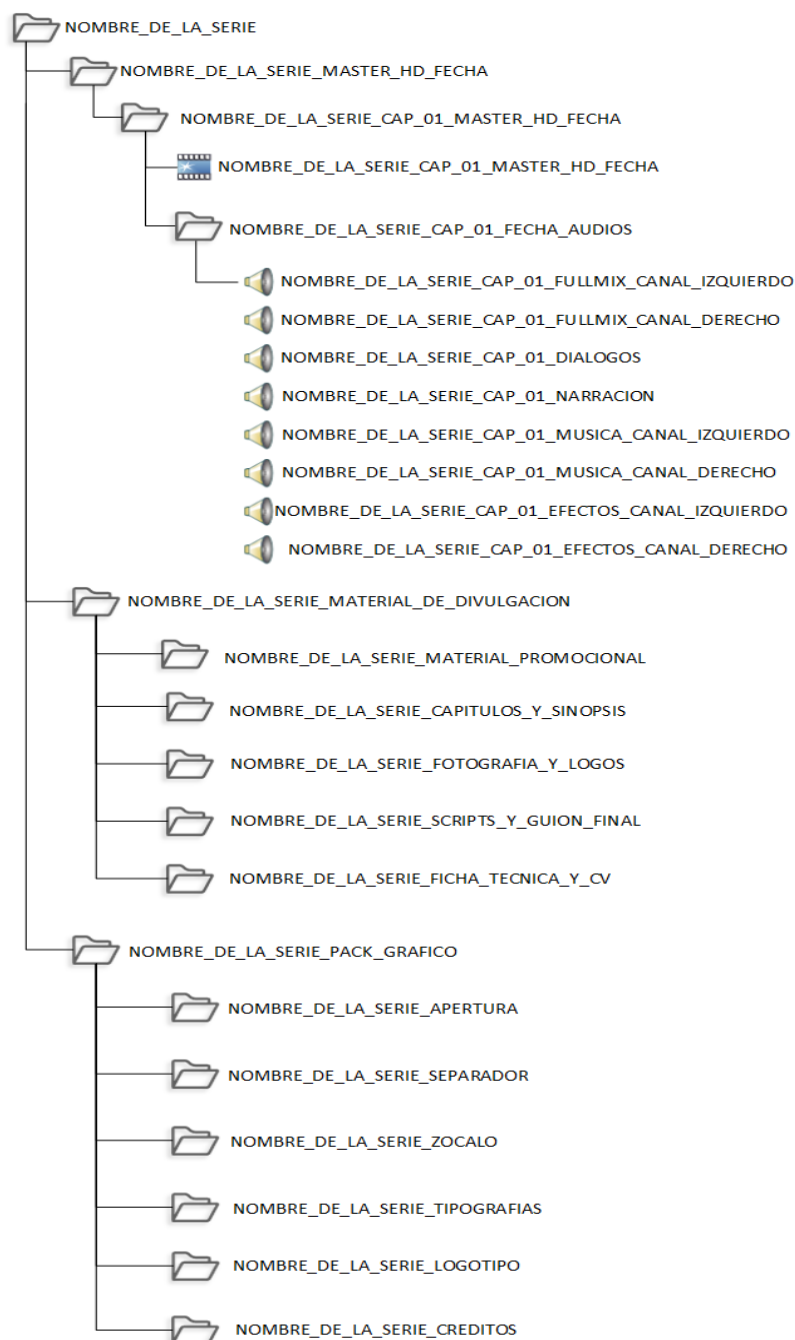 NOMBRE_DE_LA_SERIE
NOMBRE_DE_LA_SERIE_MASTER_HD_FECHA
NOMBRE_DE_LA_SERIE_CAP_01_MASTER_HD_FECHA
NOMBRE_DE_LA_SERIE_CAP_01_MASTER_HD_FECHA
NOMBRE_DE_LA_SERIE_CAP_01_FECHA_AUDIOS
NOMBRE_DE_LA_SERIE_CAP_01_FULLMIX_CANAL_IZQUIERDO
NOMBRE_DE_LA_SERIE_CAP_01_FULLMIX_CANAL_DERECHO
NOMBRE_DE_LA_SERIE_CAP_01_DIALOGOS
NOMBRE_DE_LA_SERIE_CAP_01_NARRACION
NOMBRE_DE_LA_SERIE_CAP_01_MUSICA_CANAL_IZQUIERDO
NOMBRE_DE_LA_SERIE_CAP_01_MUSICA_CANAL_DERECHO
NOMBRE_DE_LA_SERIE_CAP_01_EFECTOS_CANAL_IZQUIERDO
NOMBRE_DE_LA_SERIE_CAP_01_EFECTOS_CANAL_DERECHO
NOMBRE_DE_LA_SERIE_MATERIAL_DE_DIVULGACION
NOMBRE_DE_LA_SERIE_MATERIAL_PROMOCIONAL
NOMBRE_DE_LA_SERIE_CAPITULOS_Y_SINOPSIS
NOMBRE_DE_LA_SERIE_FOTOGRAFIA_Y_LOGOS
NOMBRE_DE_LA_SERIE_SCRIPTS_Y_GUION_FINAL
NOMBRE_DE_LA_SERIE_FICHA_TECNICA_Y_CV
NOMBRE_DE_LA_SERIE_PACK_GRAFICO
NOMBRE_DE_LA_SERIE_APERTURA
NOMBRE_DE_LA_SERIE_SEPARADOR
NOMBRE_DE_LA_SERIE_ZOCALO
NOMBRE_DE_LA_SERIE_TIPOGRAFIAS
NOMBRE_DE_LA_SERIE_LOGOTIPO
NOMBRE_DE_LA_SERIE_CREDITOS